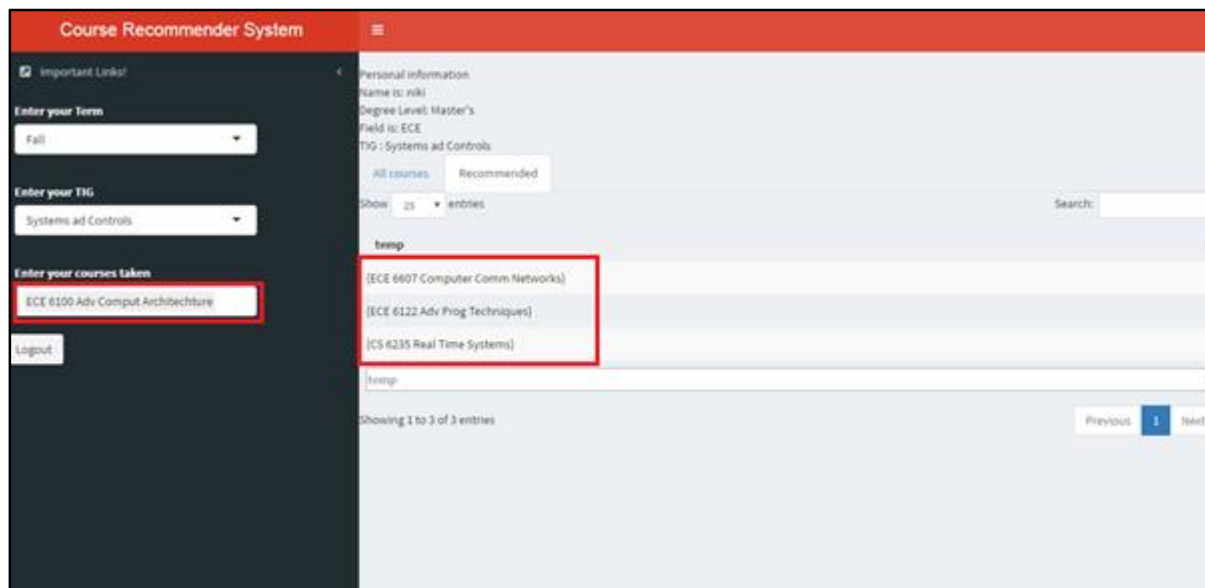 Course Recommender System
Important Links!
Enter your Term
Fall
Enter your TIG
Systems ad Controls
Enter your courses taken
ECE 6100 Adv Comput Architechture
Logout
Personal information
Name is: niki
Degree Level: Master's
Field is: ECE
TIG : Systems ad Controls
All courses Recommended
Show 25 entries Search:
temp
{ECE 6607 Computer Comm Networks}
{ECE 6122 Adv Prog Techniques}
{CS 6235 Real Time Systems}
temp
Showing 1 to 3 of 3 entries Previous 1 Next